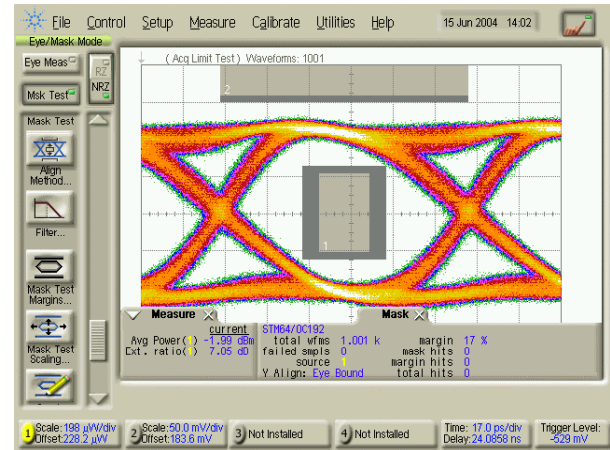 File Control Setup Measure Calibrate Utilities Help 15 Jun 2004 14:02
Eye/Mask Mode
Eye Meas
RZ
NRZ
Msk Test
( Acq Limit Test ) Waveforms: 1001
2
Mask Test
Align Method...
Filter...
1
Mask Test Margins...
Mask Test Scaling...
Measure
current
Avg Power(1) -1.99 dBm
Ext. ratio(1) 7.05 dD
Mask
STM64/OC192
total wfms 1.001 k margin 17 %
failed smpls 0 mask hits 0
source 1 margin hits 0
Y Align: Eye Bound total hits 0
1 Scale: 198 µW/div
Offset: 228.2 µW
2 Scale: 50.0 mV/div
Offset: 183.6 mV
3 Not Installed
4 Not Installed
Time: 17.0 ps/div
Delay: 24.0858 ns
Trigger Level:
-529 mV